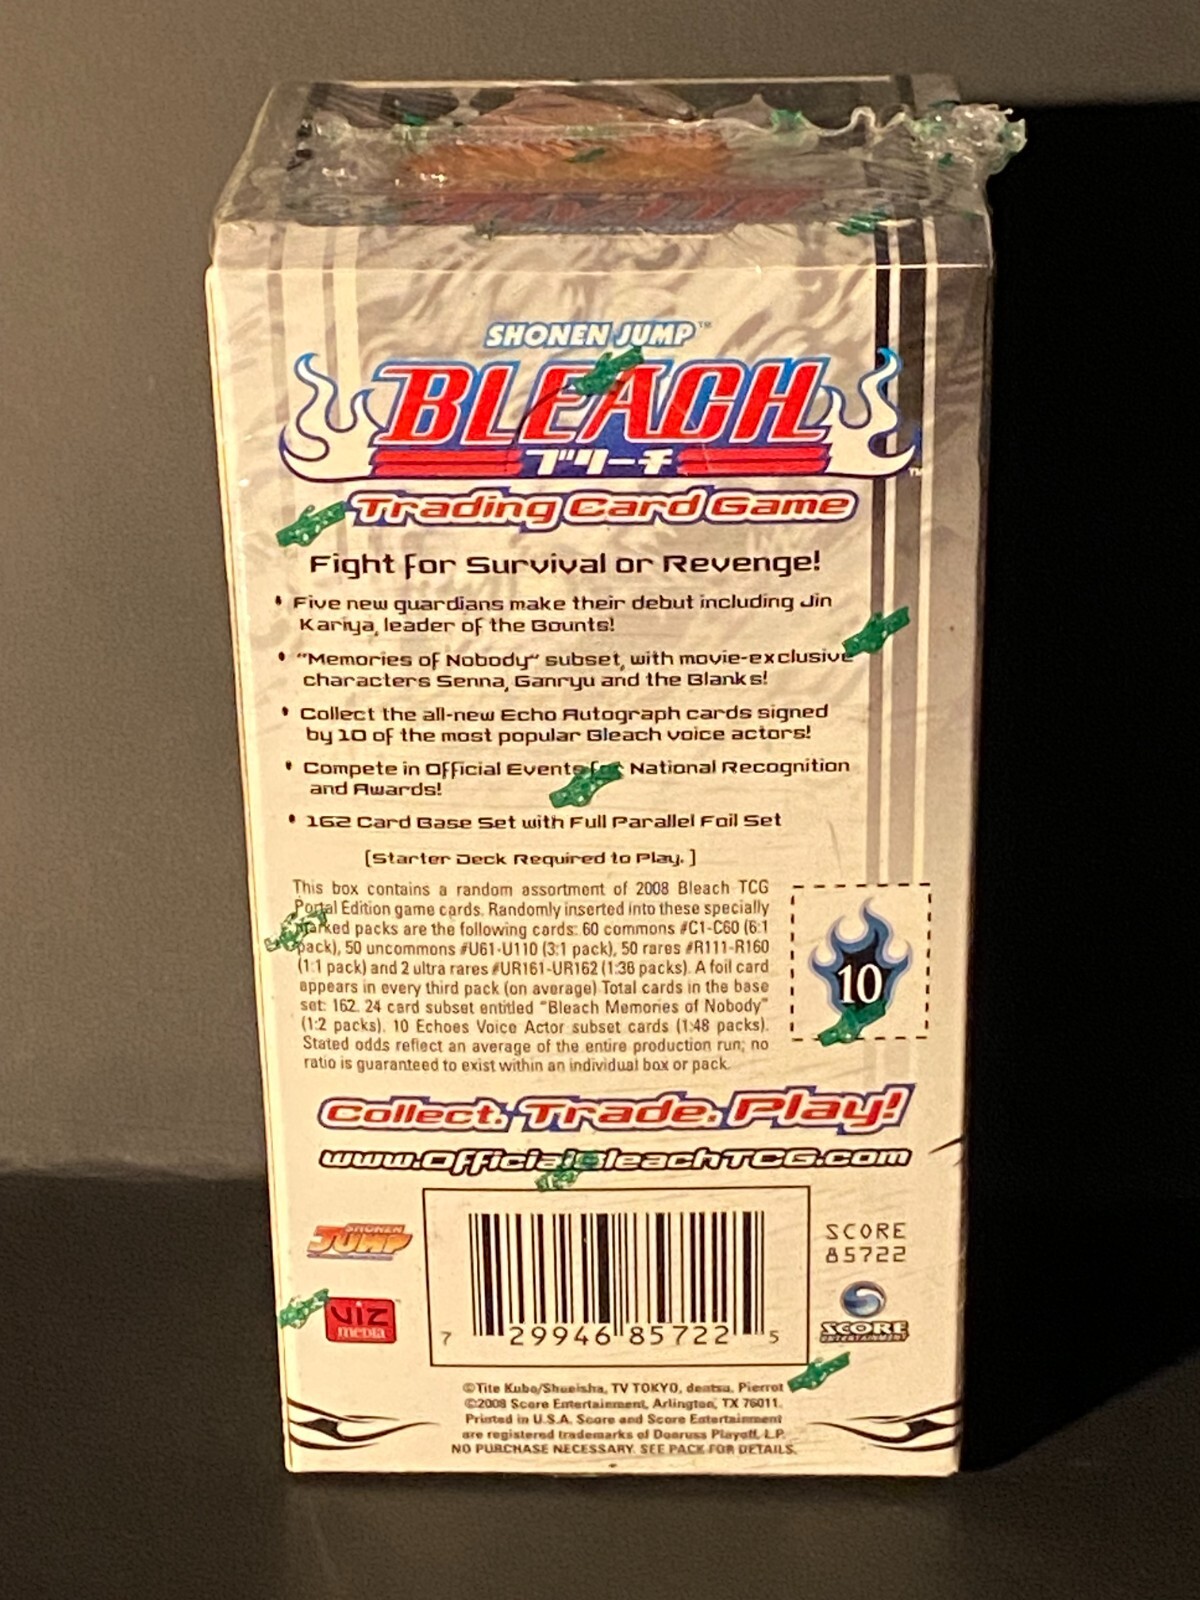 SHONEN JUMP™
BLEACH
ブリーチ™
Trading Card Game
Fight for Survival or Revenge!
• Five new guardians make their debut including Jin
Kariya, leader of the Bounts!
• "Memories of Nobody" subset, with movie-exclusive
characters Senna, Ganryu and the Blanks!
• Collect the all-new Echo Autograph cards signed
by 10 of the most popular Bleach voice actors!
• Compete in Official Events for National Recognition
and Awards!
• 162 Card Base Set with Full Parallel Foil Set
[Starter Deck Required to Play.]
This box contains a random assortment of 2008 Bleach TCG
Portal Edition game cards. Randomly inserted into these specially
marked packs are the following cards: 60 commons #C1-C60 (6:1
pack), 50 uncommons #U61-U110 (3:1 pack), 50 rares #R111-R160
(1:1 pack) and 2 ultra rares #UR161-UR162 (1:36 packs). A foil card
appears in every third pack (on average) Total cards in the base
set: 162. 24 card subset entitled "Bleach Memories of Nobody"
(1:2 packs). 10 Echoes Voice Actor subset cards (1:48 packs).
Stated odds reflect an average of the entire production run; no
ratio is guaranteed to exist within an individual box or pack.
10
Collect. Trade. Play!
www.OfficialBleachTCG.com
SHONEN
JUMP
VIZ
media
7 29946 85722 5
SCORE
85722
SCORE
ENTERTAINMENT
©Tite Kubo/Shueisha, TV TOKYO, dentsu, Pierrot
©2008 Score Entertainment, Arlington, TX 76011.
Printed in U.S.A. Score and Score Entertainment
are registered trademarks of Donruss Playoff, L.P.
NO PURCHASE NECESSARY. SEE PACK FOR DETAILS.